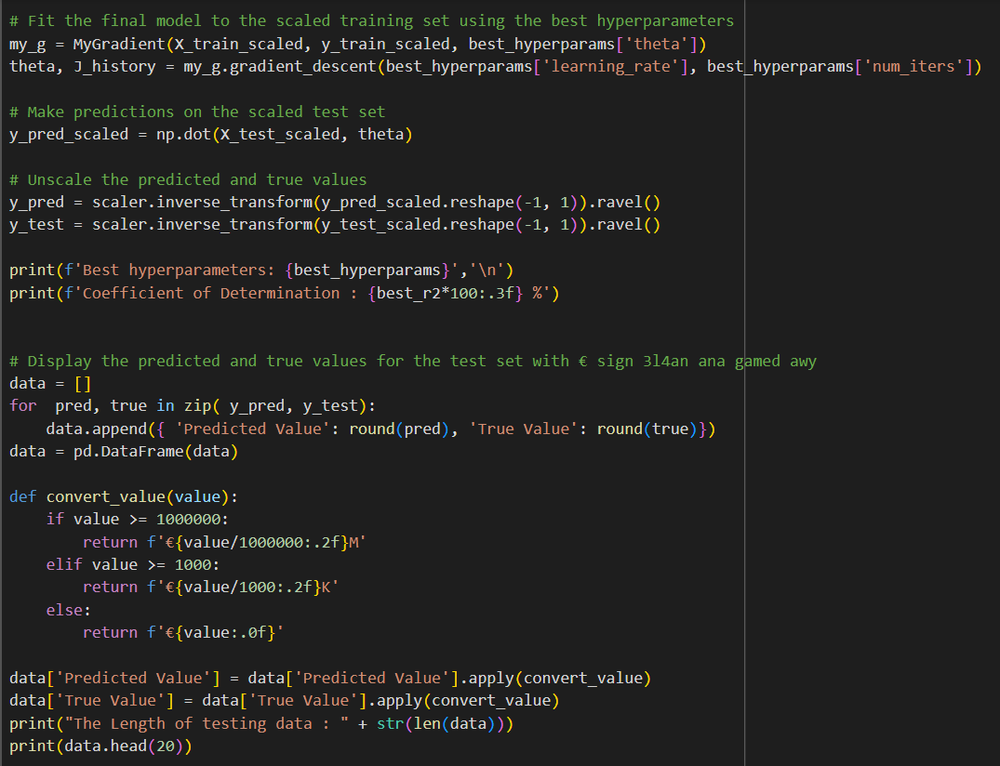 # Fit the final model to the scaled training set using the best hyperparameters
my_g = MyGradient(X_train_scaled, y_train_scaled, best_hyperparams['theta'])
theta, J_history = my_g.gradient_descent(best_hyperparams['learning_rate'], best_hyperparams['num_iters'])

# Make predictions on the scaled test set
y_pred_scaled = np.dot(X_test_scaled, theta)

# Unscale the predicted and true values
y_pred = scaler.inverse_transform(y_pred_scaled.reshape(-1, 1)).ravel()
y_test = scaler.inverse_transform(y_test_scaled.reshape(-1, 1)).ravel()

print(f'Best hyperparameters: {best_hyperparams}','\n')
print(f'Coefficient of Determination : {best_r2*100:.3f} %')


# Display the predicted and true values for the test set with € sign 3l4an ana gamed awy
data = []
for  pred, true in zip( y_pred, y_test):
    data.append({ 'Predicted Value': round(pred), 'True Value': round(true)})
data = pd.DataFrame(data)

def convert_value(value):
    if value >= 1000000:
        return f'€{value/1000000:.2f}M'
    elif value >= 1000:
        return f'€{value/1000:.2f}K'
    else:
        return f'€{value:.0f}'

data['Predicted Value'] = data['Predicted Value'].apply(convert_value)
data['True Value'] = data['True Value'].apply(convert_value)
print("The Length of testing data : " + str(len(data)))
print(data.head(20))